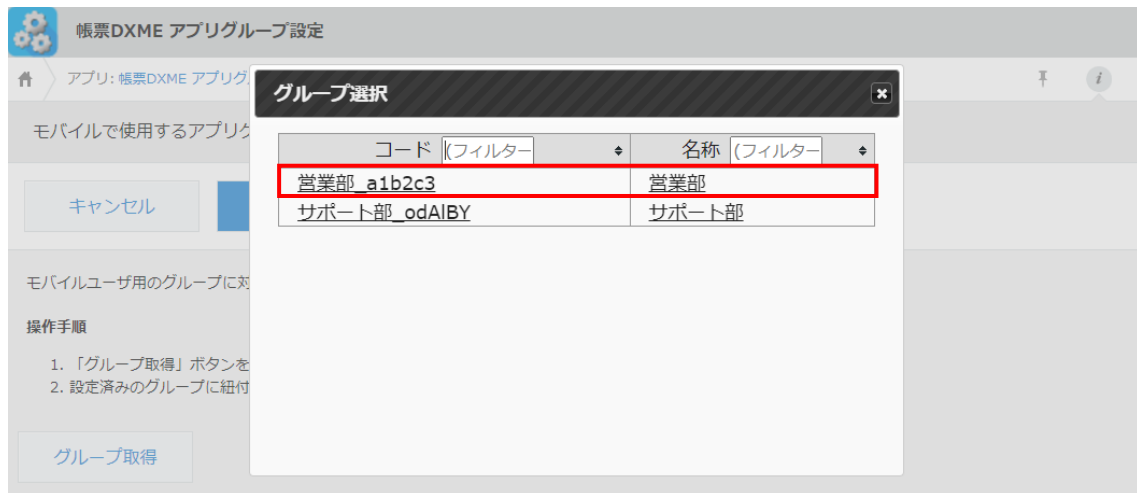 帳票DXME アプリグループ設定
アプリ: 帳票DXME アプリグ
モバイルで使用するアプリク
キャンセル
モバイルユーザ用のグループに対
操作手順
1. 「グループ取得」ボタンを
2. 設定済みのグループに紐付
グループ取得
グループ選択
コード (フィルター 名称 (フィルター
営業部_a1b2c3 営業部
サポート部_odAlBY サポート部